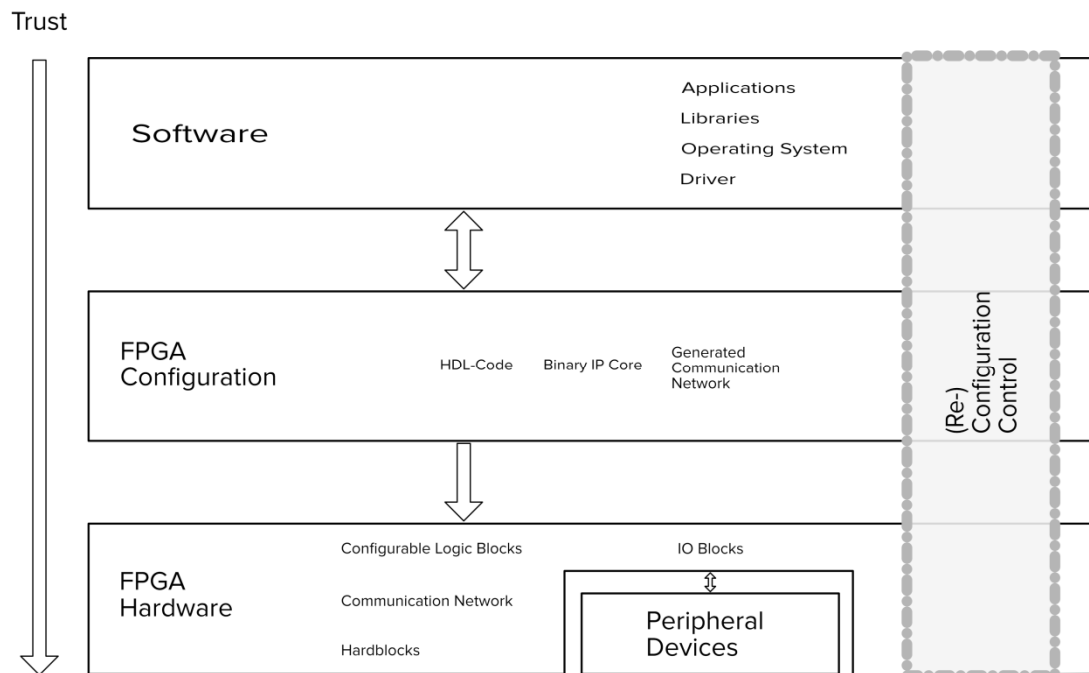 Trust
Software
Applications
Libraries
Operating System
Driver
FPGA
Configuration
HDL-Code
Binary IP Core
Generated
Communication
Network
FPGA
Hardware
Configurable Logic Blocks
Communication Network
Hardblocks
IO Blocks
Peripheral
Devices
(Re-)
Configuration
Control